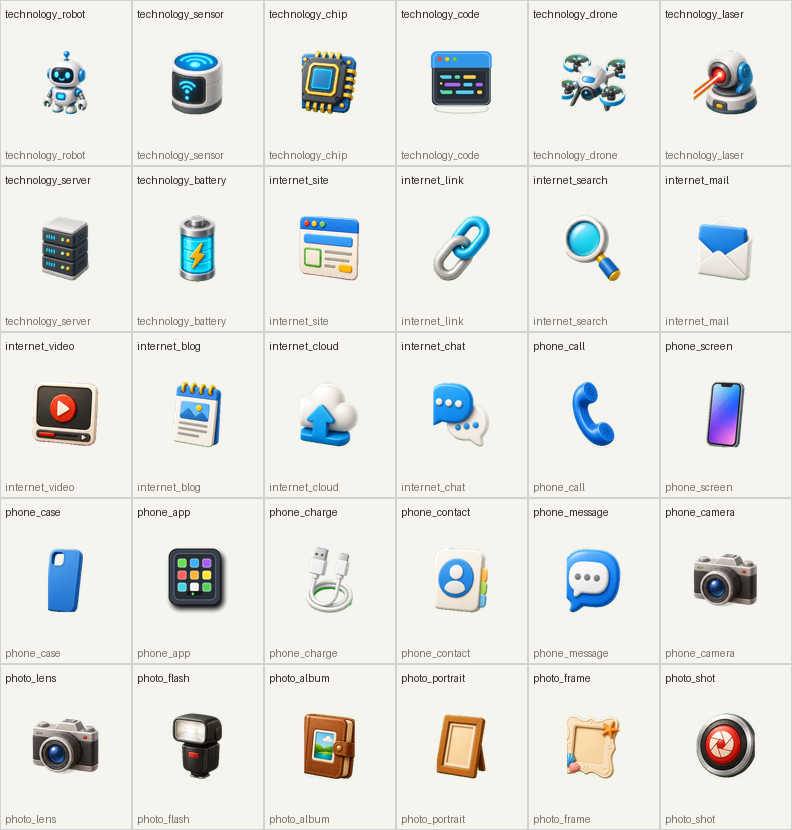 technology_robot
technology_sensor
technology_chip
technology_code
technology_drone
technology_laser
technology_robot
technology_sensor
technology_chip
technology_code
technology_drone
technology_laser
technology_server
technology_battery
internet_site
internet_link
internet_search
internet_mail
technology_server
technology_battery
internet_site
internet_link
internet_search
internet_mail
internet_video
internet_blog
internet_cloud
internet_chat
phone_call
phone_screen
internet_video
internet_blog
internet_cloud
internet_chat
phone_call
phone_screen
phone_case
phone_app
phone_charge
phone_contact
phone_message
phone_camera
phone_case
phone_app
phone_charge
phone_contact
phone_message
phone_camera
photo_lens
photo_flash
photo_album
photo_portrait
photo_frame
photo_shot
photo_lens
photo_flash
photo_album
photo_portrait
photo_frame
photo_shot